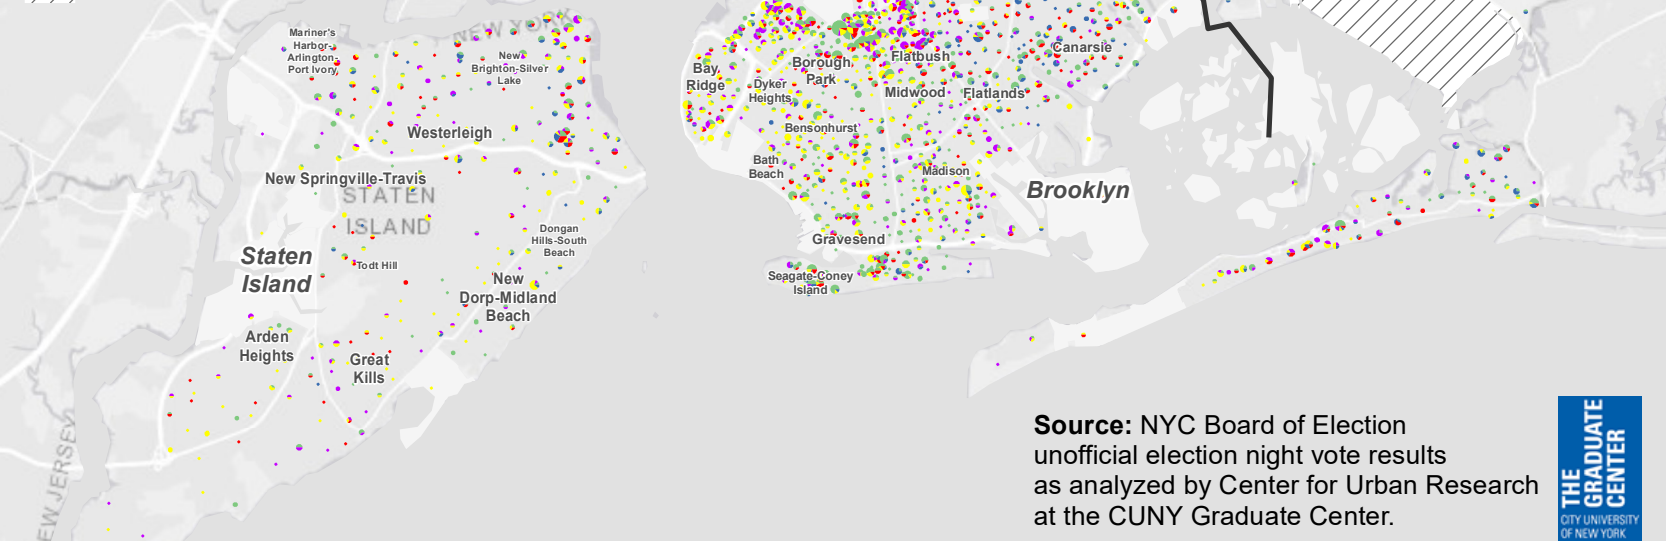 NEW YORK
Mariner's
Harbor-
Arlington-
Port Ivory
New
Brighton-Silver
Lake
Westerleigh
New Springville-Travis
STATEN
ISLAND
Staten
Island
Todt Hill
Dongan
Hills-South
Beach
New
Dorp-Midland
Beach
Arden
Heights
Great
Kills
EW JERSEY
Bay
Ridge
Dyker
Heights
Borough
Park
Flatbush
Canarsie
Midwood
Flatlands
Bensonhurst
Bath
Beach
Madison
Brooklyn
Gravesend
Seagate-Coney
Island
Source: NYC Board of Election
unofficial election night vote results
as analyzed by Center for Urban Research
at the CUNY Graduate Center.
THE
GRADUATE
CENTER
CITY UNIVERSITY
OF NEW YORK